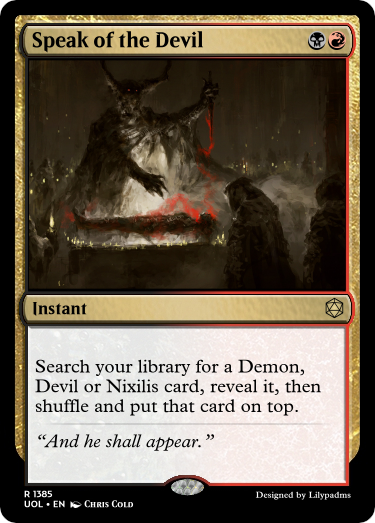 Speak of the Devil
Instant
Search your library for a Demon,
Devil or Nixilis card, reveal it, then
shuffle and put that card on top.
“And he shall appear.”
R 1385
UOL • EN Chris Cold
Designed by Lilypadms